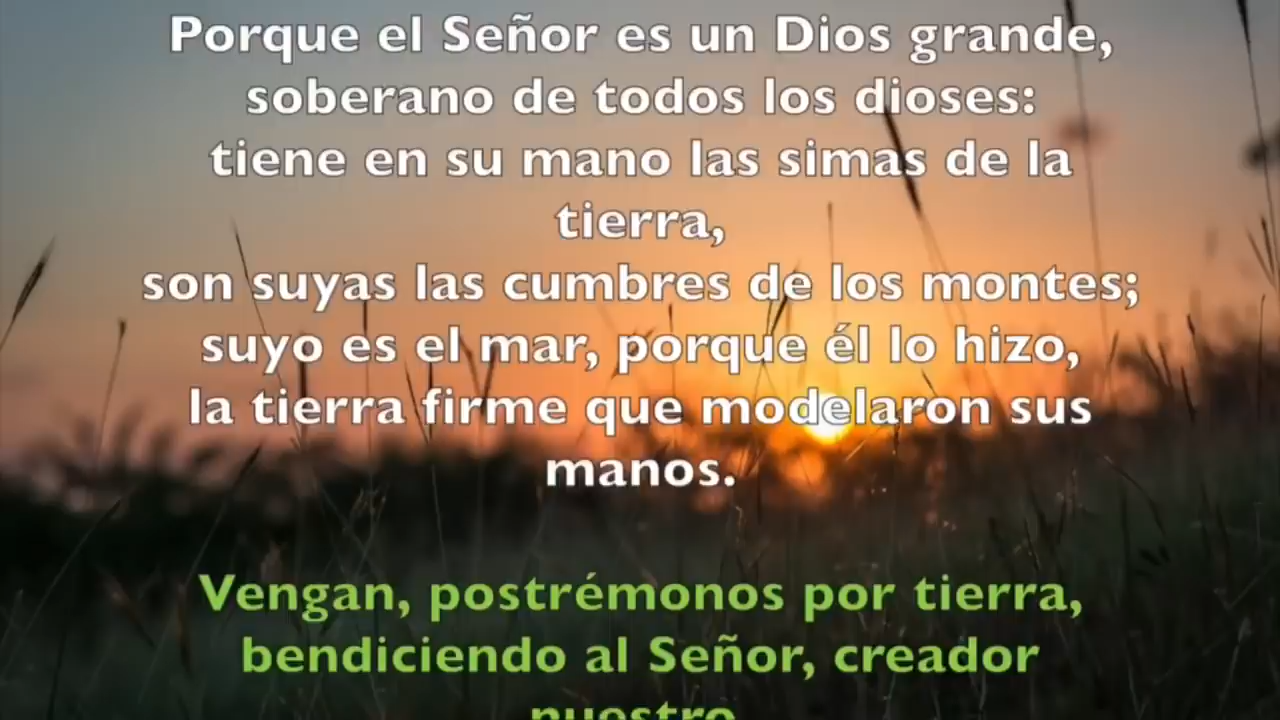 Porque el Señor es un Dios grande,
soberano de todos los dioses:
tiene en su mano las simas de la
tierra,
son suyas las cumbres de los montes;
suyo es el mar, porque él lo hizo,
la tierra firme que modelaron sus
manos.
Vengan, postrémonos por tierra,
bendiciendo al Señor, creador
nuestro